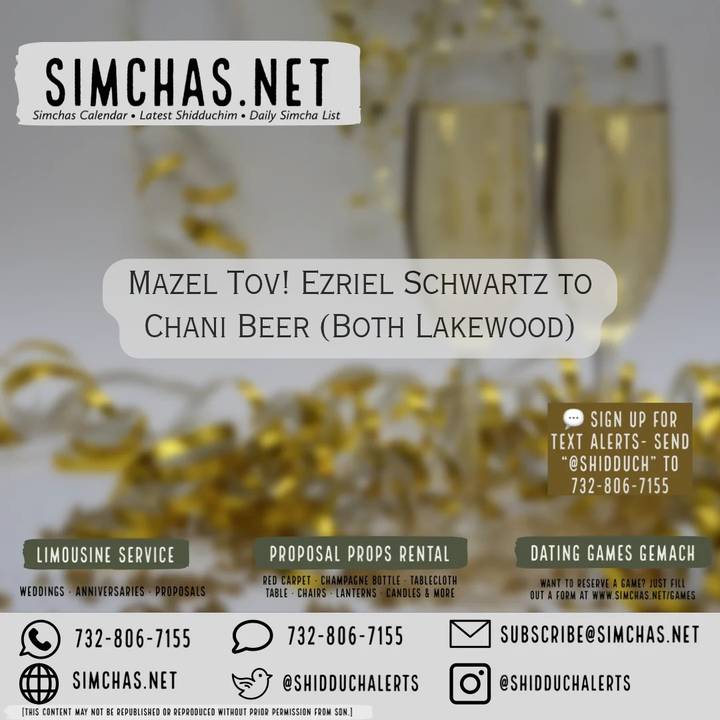 SIMCHAS.NET
Simchas Calendar • Latest Shidduchim • Daily Simcha List
MAZEL TOV! EZRIEL SCHWARTZ TO
CHANI BEER (BOTH LAKEWOOD)
💬 SIGN UP FOR
TEXT ALERTS- SEND
"@SHIDDUCH" TO
732-806-7155
LIMOUSINE SERVICE
WEDDINGS · ANNIVERSARIES · PROPOSALS
PROPOSAL PROPS RENTAL
RED CARPET · CHAMPAGNE BOTTLE · TABLECLOTH
TABLE · CHAIRS · LANTERNS · CANDLES & MORE
DATING GAMES GEMACH
WANT TO RESERVE A GAME? JUST FILL
OUT A FORM AT WWW.SIMCHAS.NET/GAMES
732-806-7155
732-806-7155
SUBSCRIBE@SIMCHAS.NET
SIMCHAS.NET
@SHIDDUCHALERTS
@SHIDDUCHALERTS
[THIS CONTENT MAY NOT BE REPUBLISHED OR REPRODUCED WITHOUT PRIOR PERMISSION FROM SDN.]